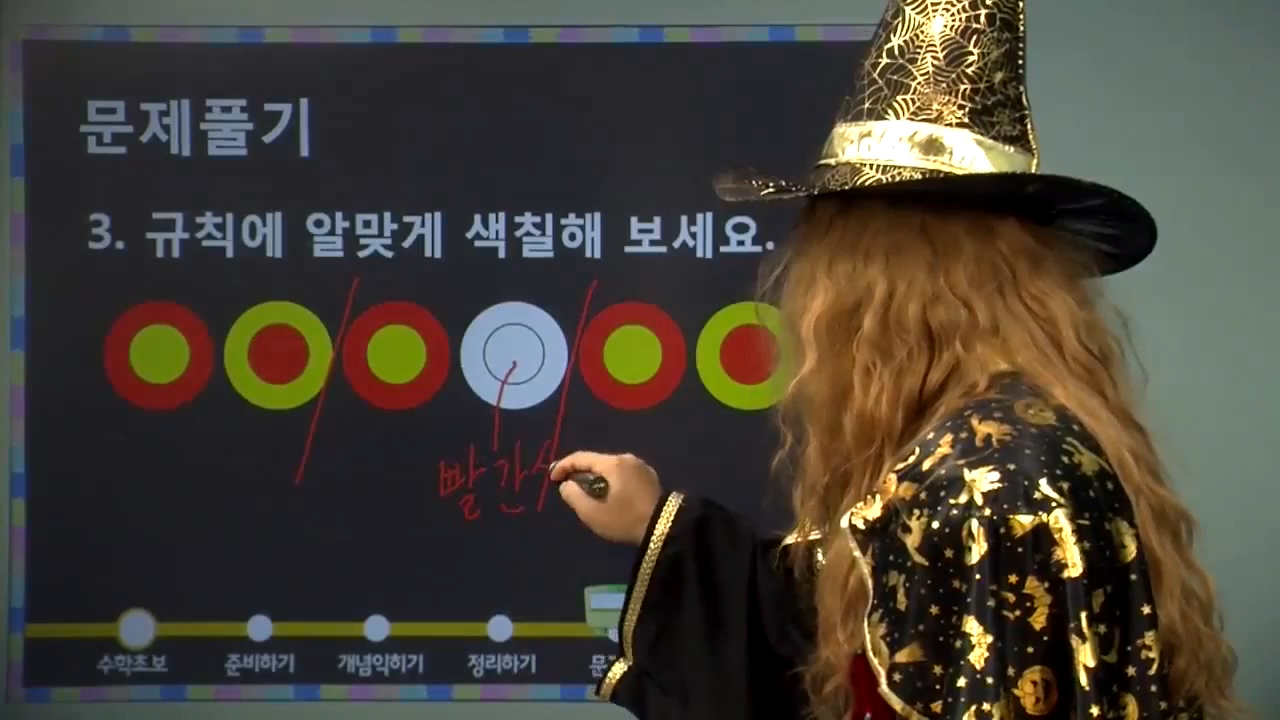 문제풀기
3. 규칙에 알맞게 색칠해 보세요.
빨간
수학초보 준비하기 개념익히기 정리하기